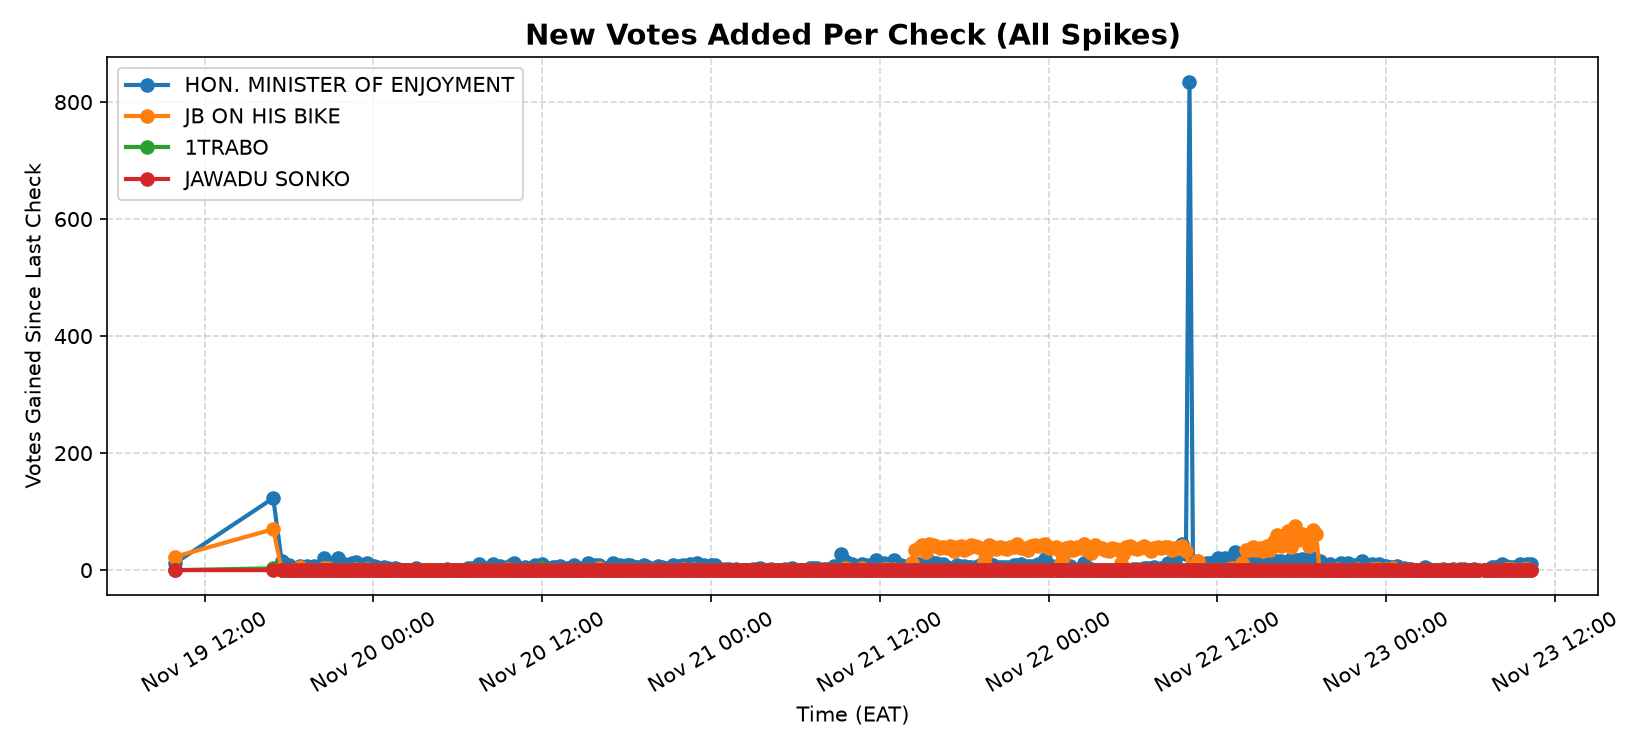 New Votes Added Per Check (All Spikes)
HON. MINISTER OF ENJOYMENT
JB ON HIS BIKE
1TRABO
JAWADU SONKO
Votes Gained Since Last Check
800
600
400
200
0
Nov 19 12:00
Nov 20 00:00
Nov 20 12:00
Nov 21 00:00
Nov 21 12:00
Nov 22 00:00
Nov 22 12:00
Nov 23 00:00
Nov 23 12:00
Time (EAT)